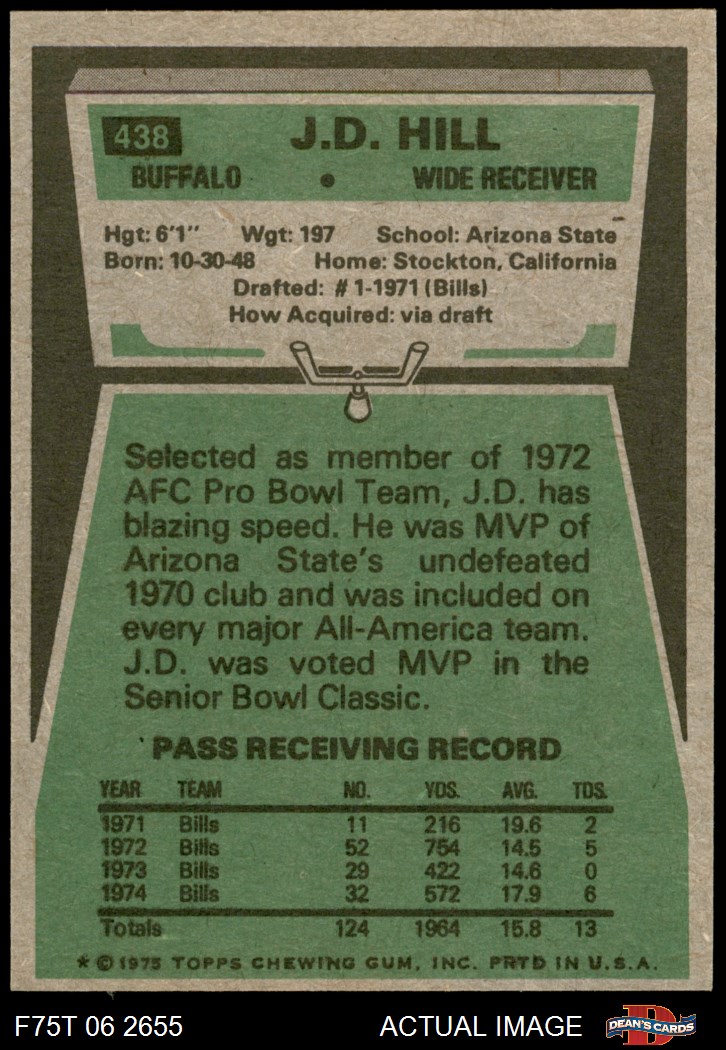 438 J.D. HILL
BUFFALO • WIDE RECEIVER
Hgt: 6'1" Wgt: 197 School: Arizona State
Born: 10-30-48 Home: Stockton, California
Drafted: #1-1971 (Bills)
How Acquired: via draft
Selected as member of 1972
AFC Pro Bowl Team, J.D. has
blazing speed. He was MVP of
Arizona State's undefeated
1970 club and was included on
every major All-America team.
J.D. was voted MVP in the
Senior Bowl Classic.
PASS RECEIVING RECORD
YEAR TEAM NO. YDS. AVG. TDS.
1971 Bills 11 216 19.6 2
1972 Bills 52 754 14.5 5
1973 Bills 29 422 14.6 0
1974 Bills 32 572 17.9 6
Totals 124 1964 15.8 13
* © 1975 TOPPS CHEWING GUM, INC. PRTD IN U.S.A.
F75T 06 2655 ACTUAL IMAGE D DEAN'S CARDS